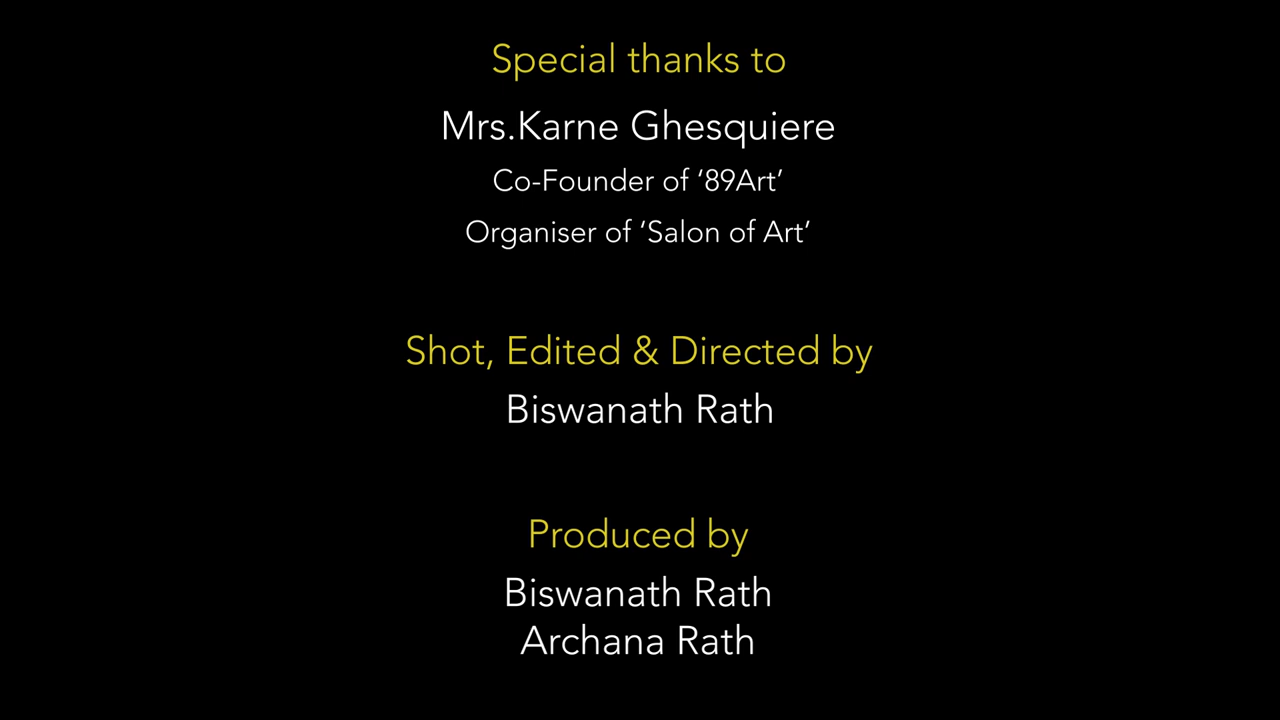 Special thanks to
Mrs.Karne Ghesquiere
Co-Founder of ‘89Art’
Organiser of ‘Salon of Art’
Shot, Edited & Directed by
Biswanath Rath
Produced by
Biswanath Rath
Archana Rath